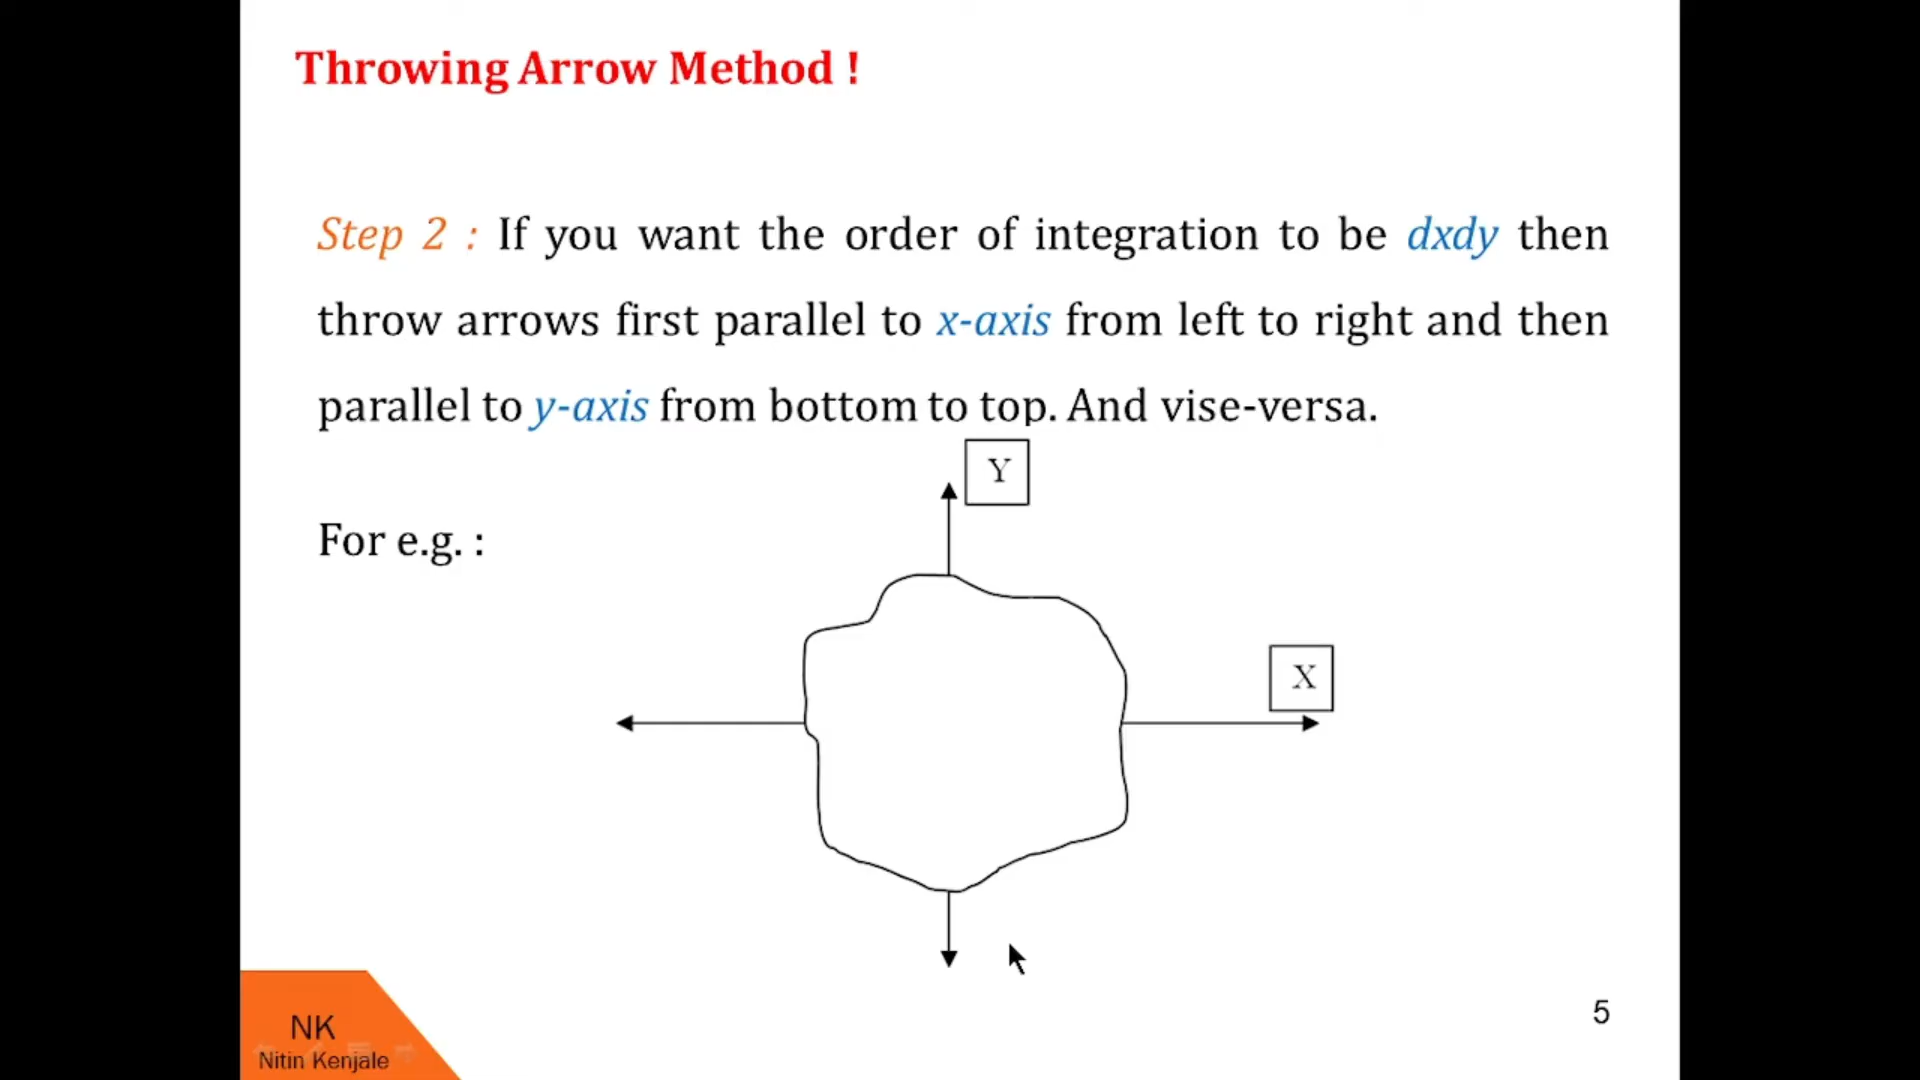 Throwing Arrow Method !
Step 2 : If you want the order of integration to be dxdy then
throw arrows first parallel to x-axis from left to right and then
parallel to y-axis from bottom to top. And vise-versa.
Y
For e.g. :
X
5
NK
Nitin Kenjale